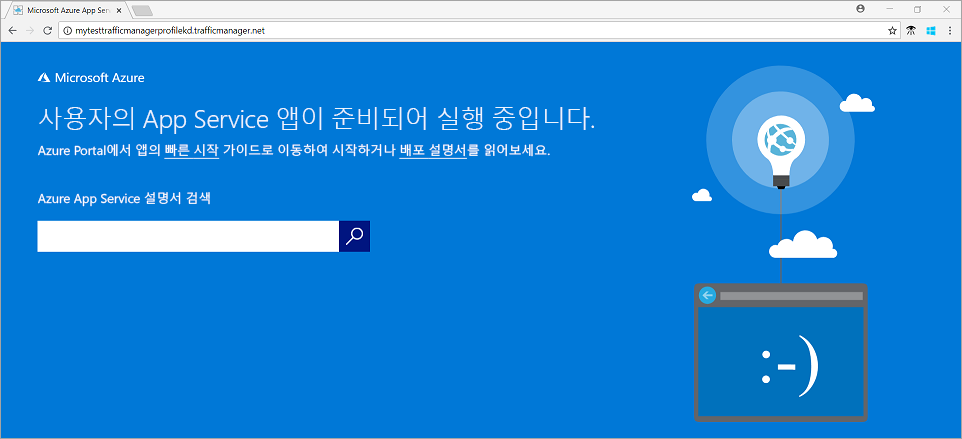 Microsoft Azure App Serv
mytesttrafficmanagerprofilekd.trafficmanager.net
Microsoft Azure
사용자의 App Service 앱이 준비되어 실행 중입니다.
Azure Portal에서 앱의 빠른 시작 가이드로 이동하여 시작하거나 배포 설명서를 읽어보세요.
Azure App Service 설명서 검색
:-)